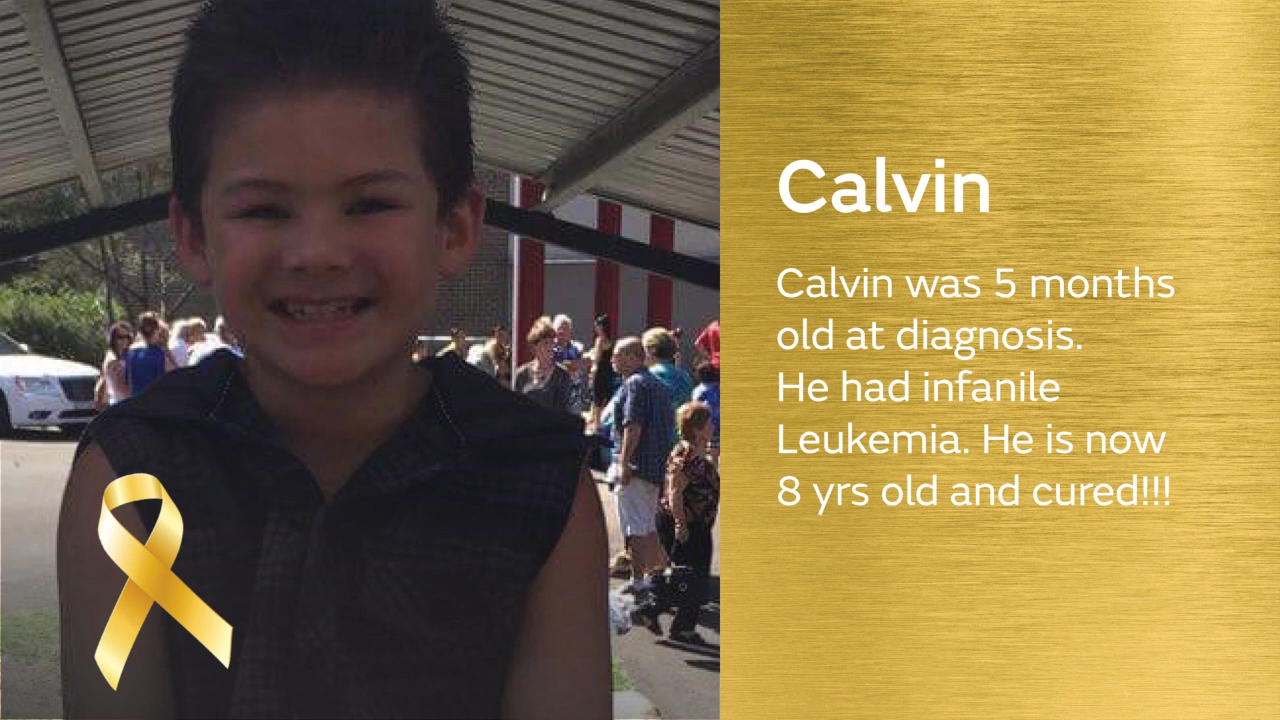 Calvin
Calvin was 5 months
old at diagnosis.
He had infanile
Leukemia. He is now
8 yrs old and cured!!!